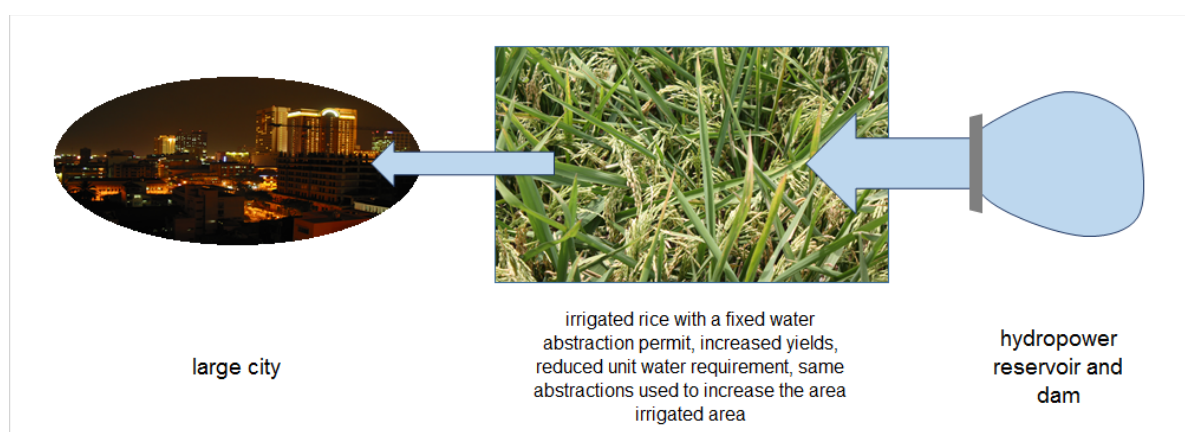 large city
irrigated rice with a fixed water
abstraction permit, increased yields,
reduced unit water requirement, same
abstractions used to increase the area
irrigated area
hydropower
reservoir and
dam